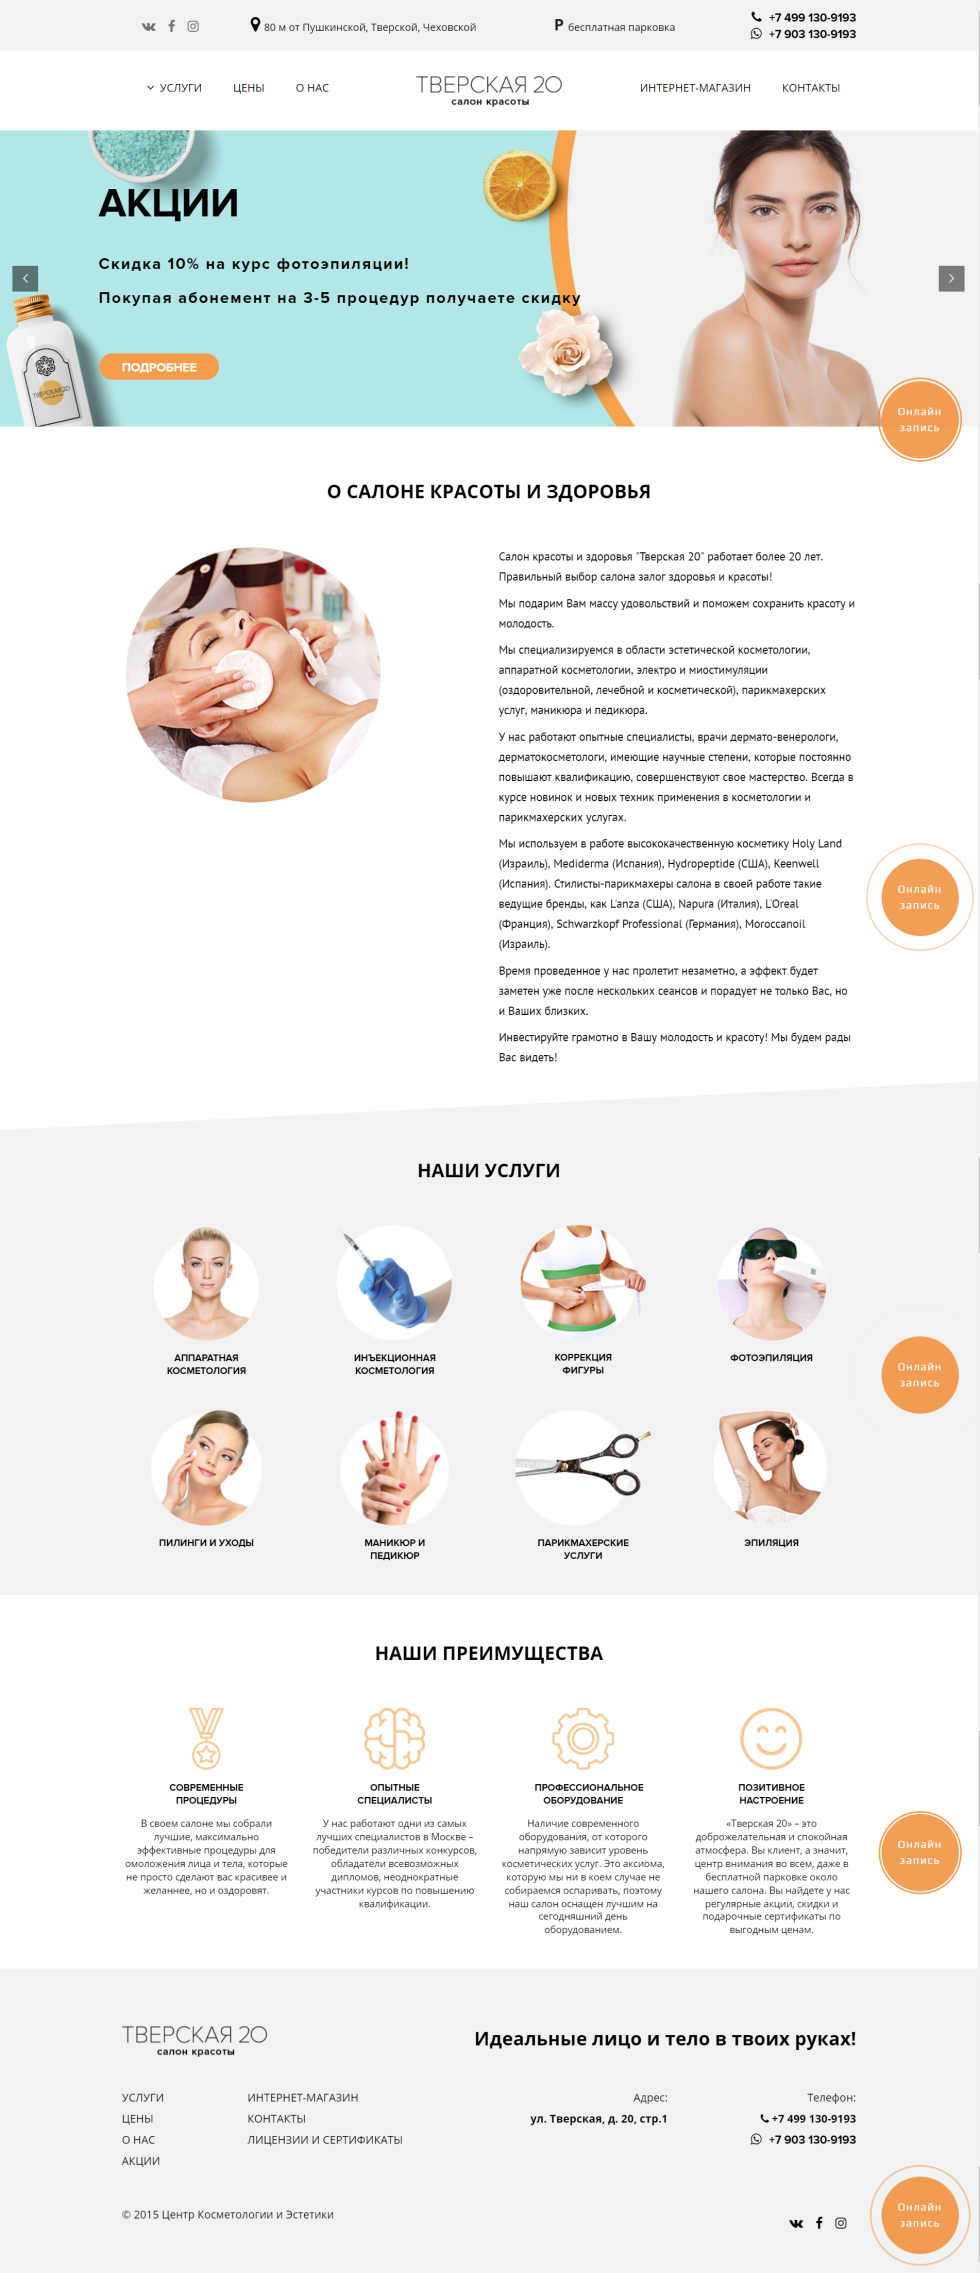 80 м от Пушкинской, Тверской, Чеховской
P бесплатная парковка
+7 499 130-9193
+7 903 130-9193
УСЛУГИ
ЦЕНЫ
О НАС
ТВЕРСКАЯ 20
салон красоты
ИНТЕРНЕТ-МАГАЗИН
КОНТАКТЫ
АКЦИИ
Скидка 10% на курс фотоэпиляции!
Покупая абонемент на 3-5 процедур получаете скидку
ТВЕРСКАЯ 20
ПОДРОБНЕЕ
Онлайн
запись
О САЛОНЕ КРАСОТЫ И ЗДОРОВЬЯ
Салон красоты и здоровья "Тверская 20" работает более 20 лет.
Правильный выбор салона залог здоровья и красоты!
Мы подарим Вам массу удовольствий и поможем сохранить красоту и
молодость.
Мы специализируемся в области эстетической косметологии,
аппаратной косметологии, электро и миостимуляции
(оздоровительной, лечебной и косметической), парикмахерских
услуг, маникюра и педикюра.
У нас работают опытные специалисты, врачи дермато-венерологи,
дерматокосметологи, имеющие научные степени, которые постоянно
повышают квалификацию, совершенствуют свое мастерство. Всегда в
курсе новинок и новых техник применения в косметологии и
парикмахерских услугах.
Мы используем в работе высококачественную косметику Holy Land
(Израиль), Mediderma (Испания), Hydropeptide (США), Keenwell
(Испания). Стилисты-парикмахеры салона в своей работе такие
ведущие бренды, как L'anza (США), Napura (Италия), L'Oreal
(Франция), Schwarzkopf Professional (Германия), Moroccanoil
(Израиль).
Онлайн
запись
Время проведенное у нас пролетит незаметно, а эффект будет
заметен уже после нескольких сеансов и порадует не только Вас, но
и Ваших близких.
Инвестируйте грамотно в Вашу молодость и красоту! Мы будем рады
Вас видеть!
НАШИ УСЛУГИ
АППАРАТНАЯ
КОСМЕТОЛОГИЯ
ИНЪЕКЦИОННАЯ
КОСМЕТОЛОГИЯ
КОРРЕКЦИЯ
ФИГУРЫ
ФОТОЭПИЛЯЦИЯ
Онлайн
запись
ПИЛИНГИ И УХОДЫ
МАНИКЮР И
ПЕДИКЮР
ПАРИКМАХЕРСКИЕ
УСЛУГИ
ЭПИЛЯЦИЯ
НАШИ ПРЕИМУЩЕСТВА
СОВРЕМЕННЫЕ
ПРОЦЕДУРЫ
В своем салоне мы собрали
лучшие, максимально
эффективные процедуры для
омоложения лица и тела, которые
не просто сделают вас красивее и
желаннее, но и оздоровят.
ОПЫТНЫЕ
СПЕЦИАЛИСТЫ
У нас работают одни из самых
лучших специалистов в Москве –
победители различных конкурсов,
обладатели всевозможных
дипломов, неоднократные
участники курсов по повышению
квалификации.
ПРОФЕССИОНАЛЬНОЕ
ОБОРУДОВАНИЕ
Наличие современного
оборудования, от которого
напрямую зависит уровень
косметических услуг. Это аксиома,
которую мы ни в коем случае не
собираемся оспаривать, поэтому
наш салон оснащен лучшим на
сегодняшний день
оборудованием.
ПОЗИТИВНОЕ
НАСТРОЕНИЕ
«Тверская 20» – это
доброжелательная и спокойная
атмосфера. Вы клиент, а значит,
центр внимания во всем, даже в
бесплатной парковке около
нашего салона. Вы найдете у нас
регулярные акции, скидки и
подарочные сертификаты по
выгодным ценам.
Онлайн
запись
ТВЕРСКАЯ 20
салон красоты
Идеальные лицо и тело в твоих руках!
УСЛУГИ
ЦЕНЫ
О НАС
АКЦИИ
ИНТЕРНЕТ-МАГАЗИН
КОНТАКТЫ
ЛИЦЕНЗИИ И СЕРТИФИКАТЫ
Адрес:
ул. Тверская, д. 20, стр.1
Телефон:
+7 499 130-9193
+7 903 130-9193
Онлайн
запись
© 2015 Центр Косметологии и Эстетики